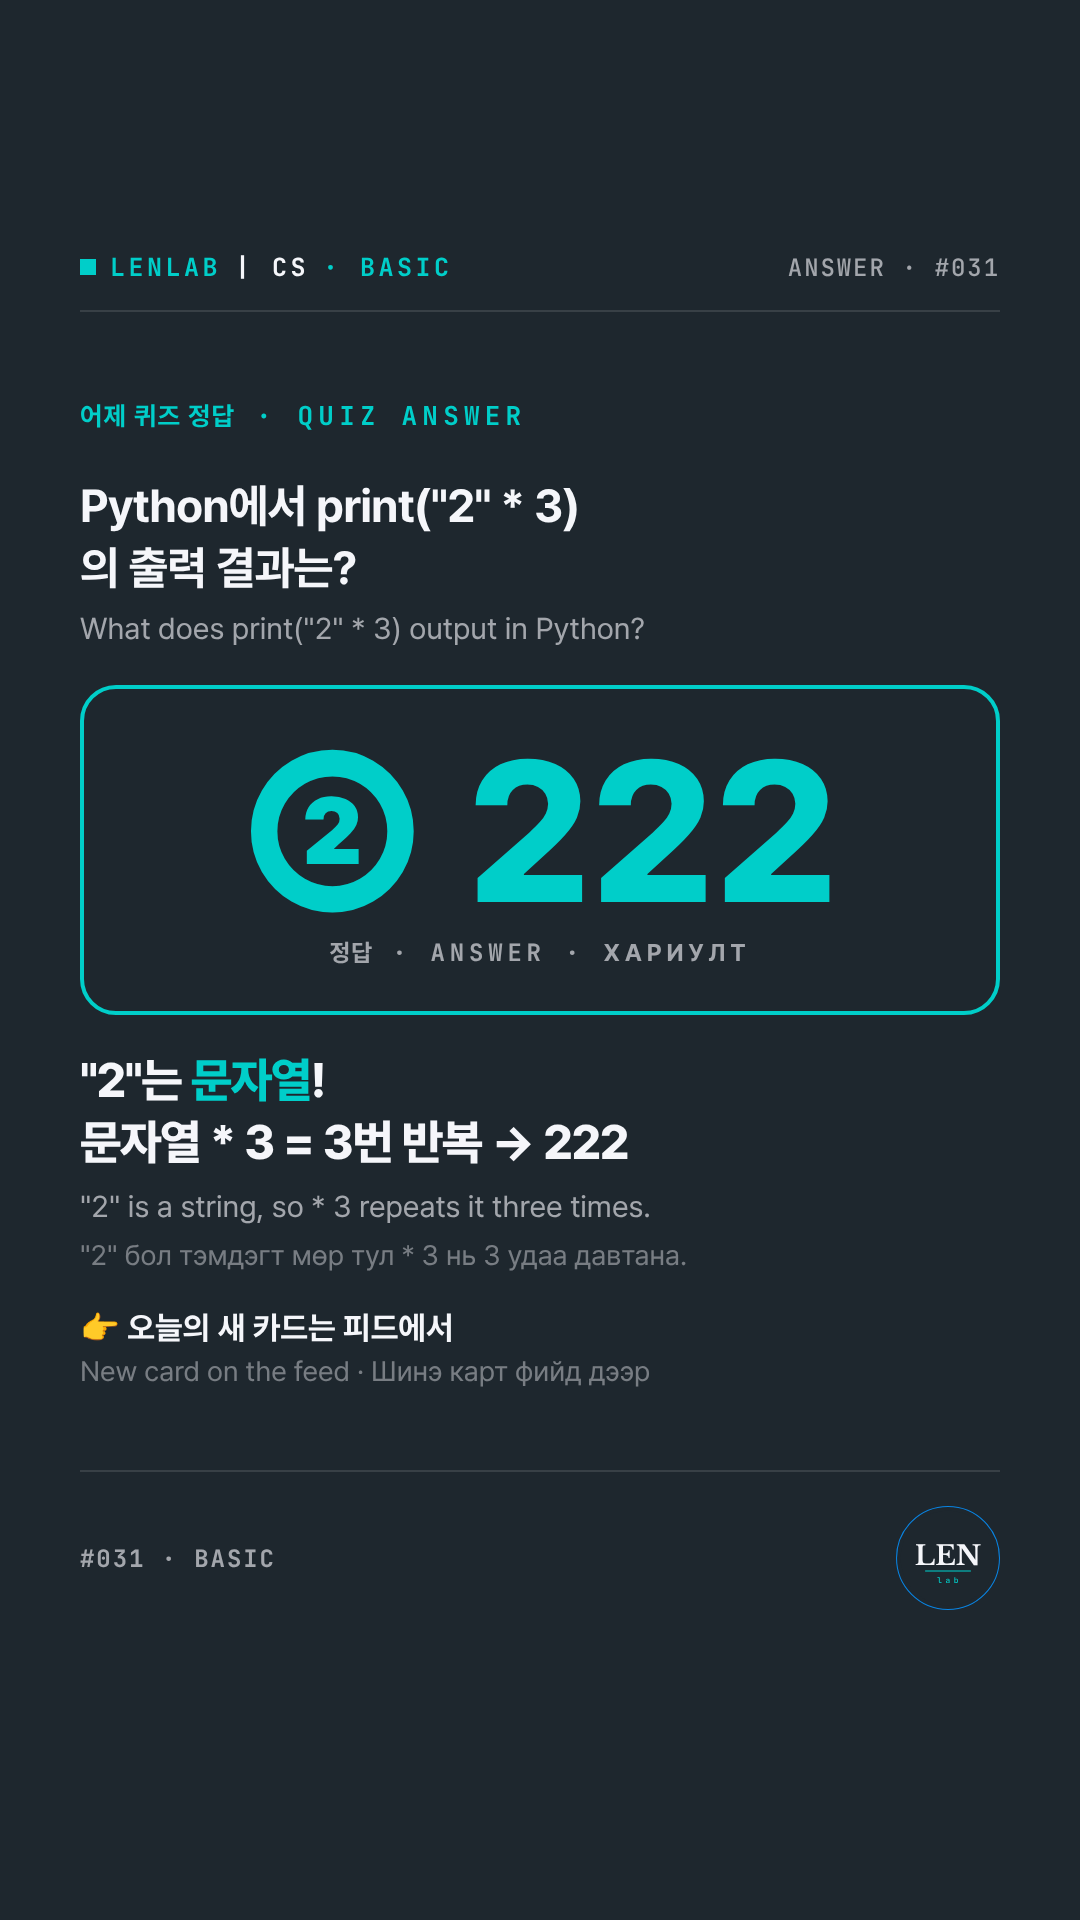 LENLAB | CS · BASIC
ANSWER · #031
어제 퀴즈 정답 · QUIZ ANSWER
Python에서 print("2" * 3)
의 출력 결과는?
What does print("2" * 3) output in Python?
② 222
정답 · ANSWER · ХАРИУЛТ
"2"는 문자열!
문자열 * 3 = 3번 반복 → 222
"2" is a string, so * 3 repeats it three times.
"2" бол тэмдэгт мөр тул * 3 нь 3 удаа давтана.
👉 오늘의 새 카드는 피드에서
New card on the feed · Шинэ карт фийд дээр
#031 · BASIC
LEN
lab